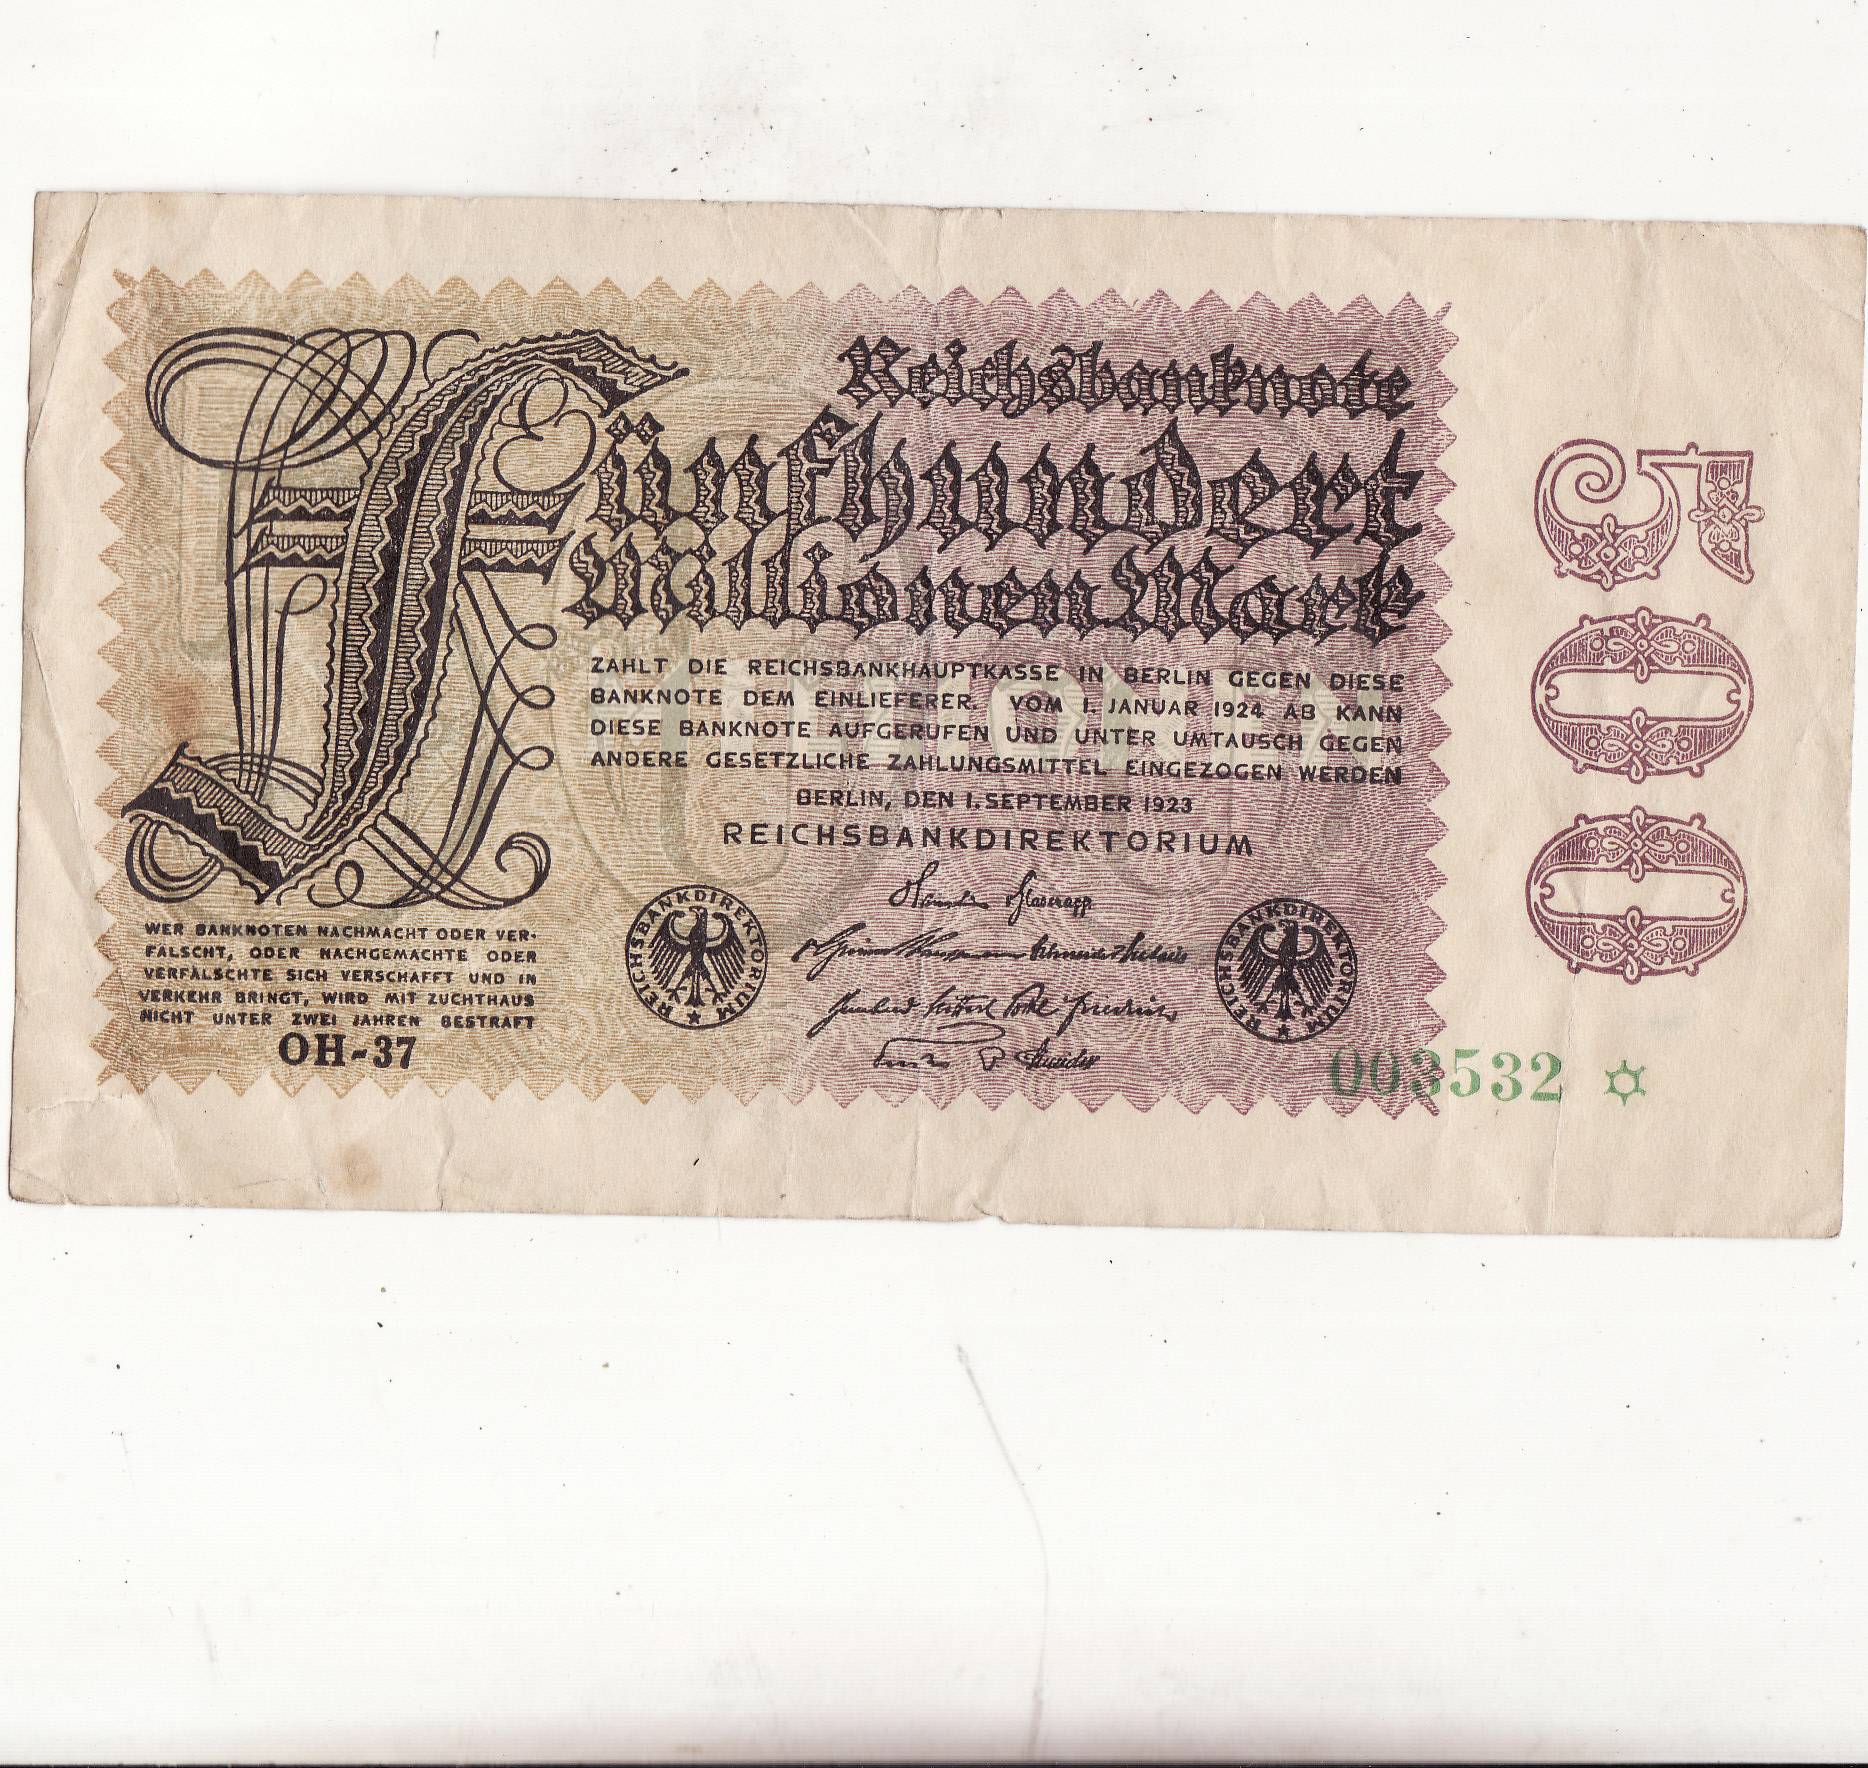 Reichsbanknote
Fünfhundert
Millionen Mark
ZAHLT DIE REICHSBANKHAUPTKASSE IN BERLIN GEGEN DIESE
BANKNOTE DEM EINLIEFERER. VOM 1. JANUAR 1924 AB KANN
DIESE BANKNOTE AUFGERUFEN UND UNTER UMTAUSCH GEGEN
ANDERE GESETZLICHE ZAHLUNGSMITTEL EINGEZOGEN WERDEN
BERLIN, DEN 1. SEPTEMBER 1923
REICHSBANKDIREKTORIUM
v Glasenapp
Schneider
REICHSBANKDIREKTORIUM
REICHSBANKDIREKTORIUM
WER BANKNOTEN NACHMACHT ODER VER-
FÄLSCHT, ODER NACHGEMACHTE ODER
VERFÄLSCHTE SICH VERSCHAFFT UND IN
VERKEHR BRINGT, WIRD MIT ZUCHTHAUS
NICHT UNTER ZWEI JAHREN BESTRAFT
OH-37
003532
500